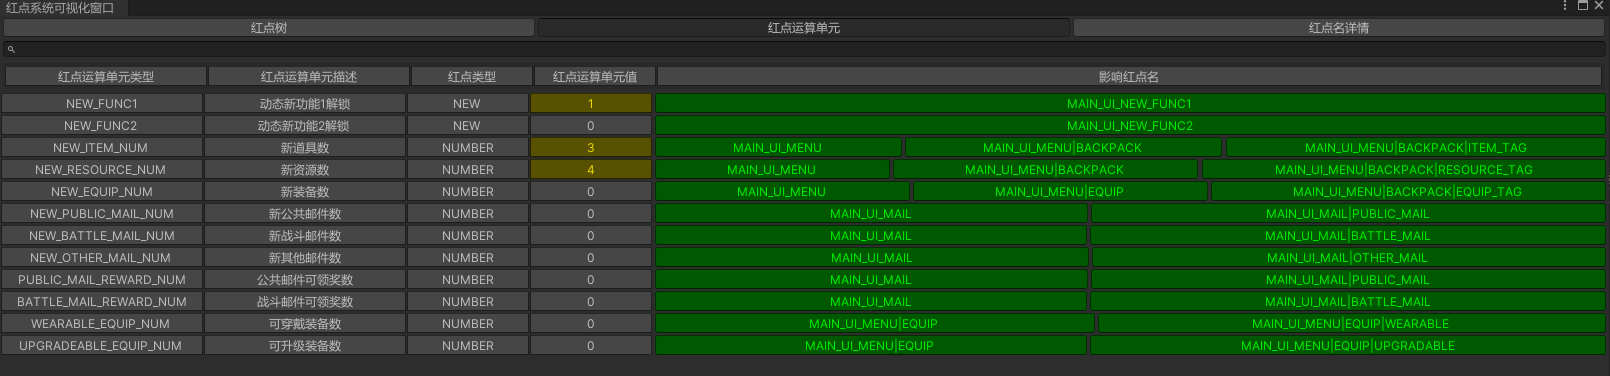 红点系统可视化窗口
红点树 红点运算单元 红点名详情
红点运算单元类型 红点运算单元描述 红点类型 红点运算单元值 影响红点名
NEW_FUNC1 动态新功能1解锁 NEW 1 MAIN_UI_NEW_FUNC1
NEW_FUNC2 动态新功能2解锁 NEW 0 MAIN_UI_NEW_FUNC2
NEW_ITEM_NUM 新道具数 NUMBER 3 MAIN_UI_MENU MAIN_UI_MENU|BACKPACK MAIN_UI_MENU|BACKPACK|ITEM_TAG
NEW_RESOURCE_NUM 新资源数 NUMBER 4 MAIN_UI_MENU MAIN_UI_MENU|BACKPACK MAIN_UI_MENU|BACKPACK|RESOURCE_TAG
NEW_EQUIP_NUM 新装备数 NUMBER 0 MAIN_UI_MENU MAIN_UI_MENU|EQUIP MAIN_UI_MENU|BACKPACK|EQUIP_TAG
NEW_PUBLIC_MAIL_NUM 新公共邮件数 NUMBER 0 MAIN_UI_MAIL MAIN_UI_MAIL|PUBLIC_MAIL
NEW_BATTLE_MAIL_NUM 新战斗邮件数 NUMBER 0 MAIN_UI_MAIL MAIN_UI_MAIL|BATTLE_MAIL
NEW_OTHER_MAIL_NUM 新其他邮件数 NUMBER 0 MAIN_UI_MAIL MAIN_UI_MAIL|OTHER_MAIL
PUBLIC_MAIL_REWARD_NUM 公共邮件可领奖数 NUMBER 0 MAIN_UI_MAIL MAIN_UI_MAIL|PUBLIC_MAIL
BATTLE_MAIL_REWARD_NUM 战斗邮件可领奖数 NUMBER 0 MAIN_UI_MAIL MAIN_UI_MAIL|BATTLE_MAIL
WEARABLE_EQUIP_NUM 可穿戴装备数 NUMBER 0 MAIN_UI_MENU|EQUIP MAIN_UI_MENU|EQUIP|WEARABLE
UPGRADEABLE_EQUIP_NUM 可升级装备数 NUMBER 0 MAIN_UI_MENU|EQUIP MAIN_UI_MENU|EQUIP|UPGRADABLE